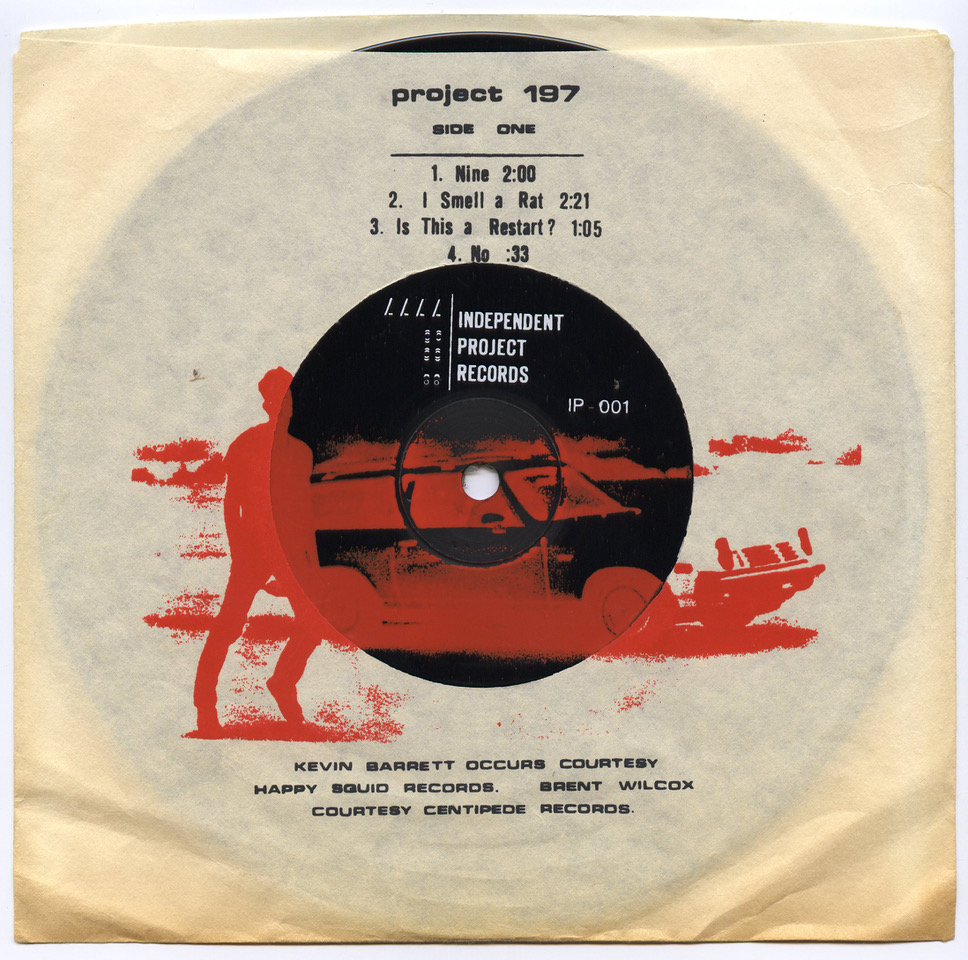 project 197
SIDE ONE
1. Nine 2:00
2. I Smell a Rat 2:21
3. Is This a Restart? 1:05
4. No :33
INDEPENDENT
PROJECT
RECORDS
IP - 001
KEVIN BARRETT OCCURS COURTESY
HAPPY SQUID RECORDS. BRENT WILCOX
COURTESY CENTIPEDE RECORDS.